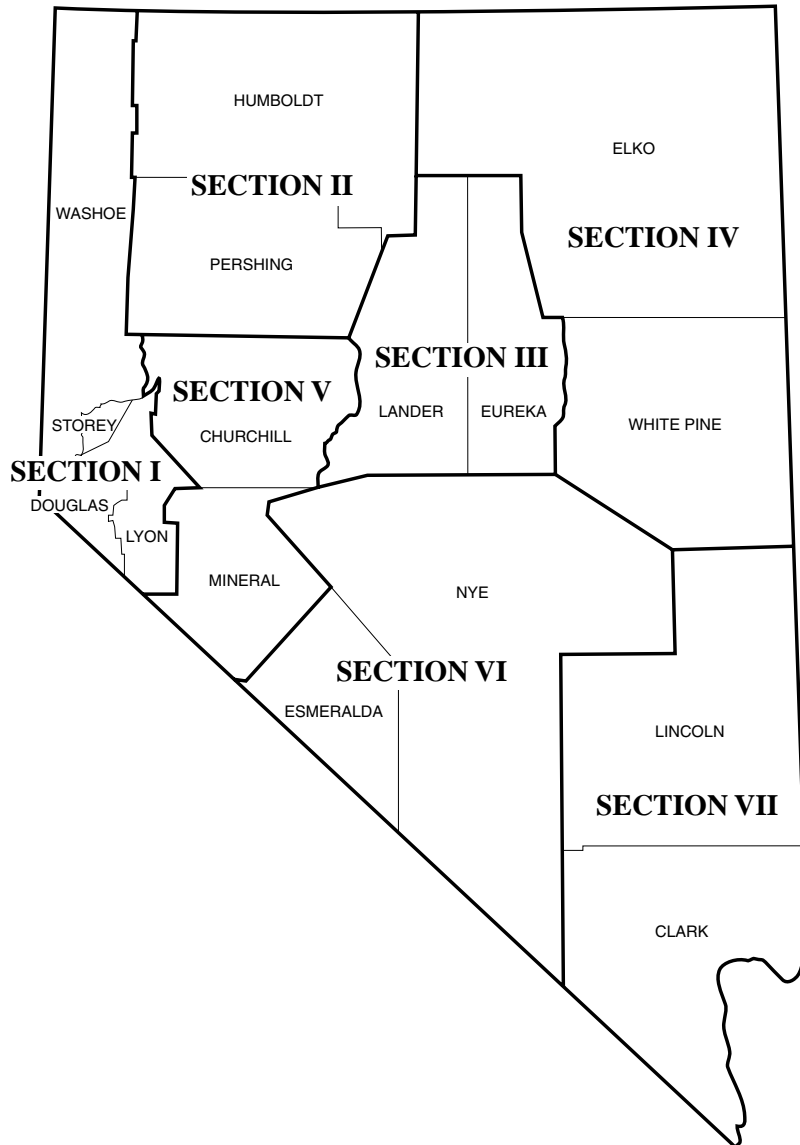 HUMBOLDT
ELKO
SECTION II
WASHOE
SECTION IV
PERSHING
SECTION III
SECTION V
LANDER
EUREKA
STOREY
CHURCHILL
WHITE PINE
SECTION I
DOUGLAS
LYON
MINERAL
NYE
SECTION VI
ESMERALDA
LINCOLN
SECTION VII
CLARK